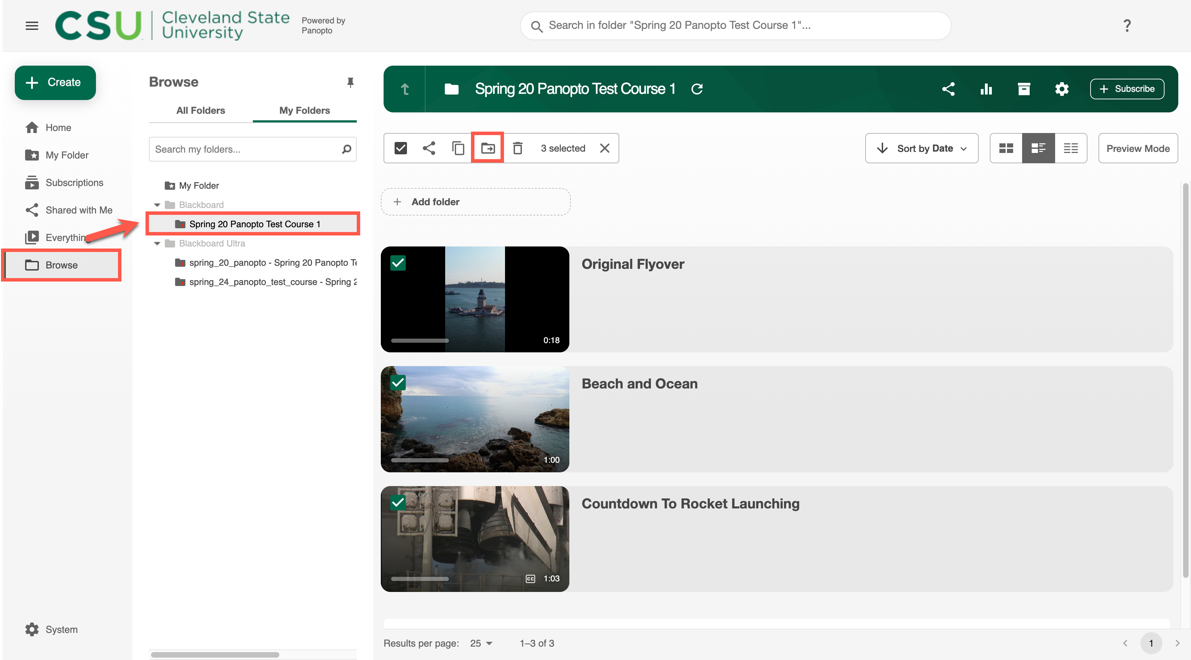 CSU
Cleveland State
University
Powered by
Panopto
Search in folder "Spring 20 Panopto Test Course 1"...
?
+ Create
Home
My Folder
Subscriptions
Shared with Me
Everythin
Browse
System
Browse
All Folders
My Folders
Search my folders...
My Folder
Blackboard
Spring 20 Panopto Test Course 1
Blackboard Ultra
spring_20_panopto - Spring 20 Panopto Te
spring_24_panopto_test_course - Spring 2
Spring 20 Panopto Test Course 1
+ Subscribe
3 selected
Sort by Date
Preview Mode
+ Add folder
0:18
Original Flyover
1:00
Beach and Ocean
CC 1:03
Countdown To Rocket Launching
Results per page: 25
1–3 of 3
1